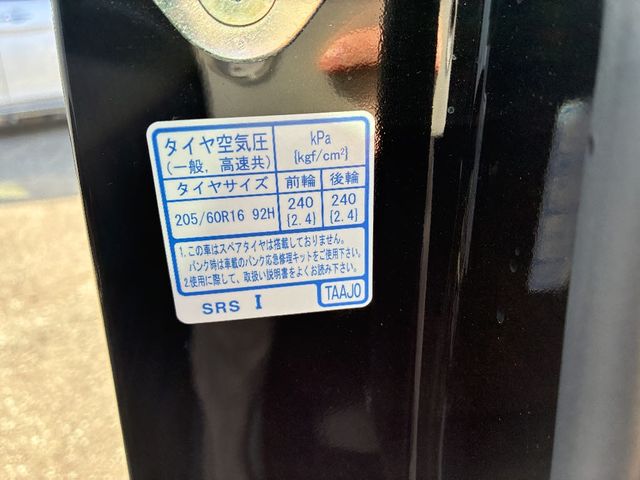 タイヤ空気圧
(一般, 高速共)
kPa
{kgf/cm²}
タイヤサイズ 前輪 後輪
205/60R16 92H 240 240
{2.4} {2.4}
1.この車はスペアタイヤは搭載しておりません。
パンク時は車載のパンク応急修理キットをご使用下さい。
2.使用に際して、取扱い説明書をよくお読み下さい。
SRS I TAAJ0